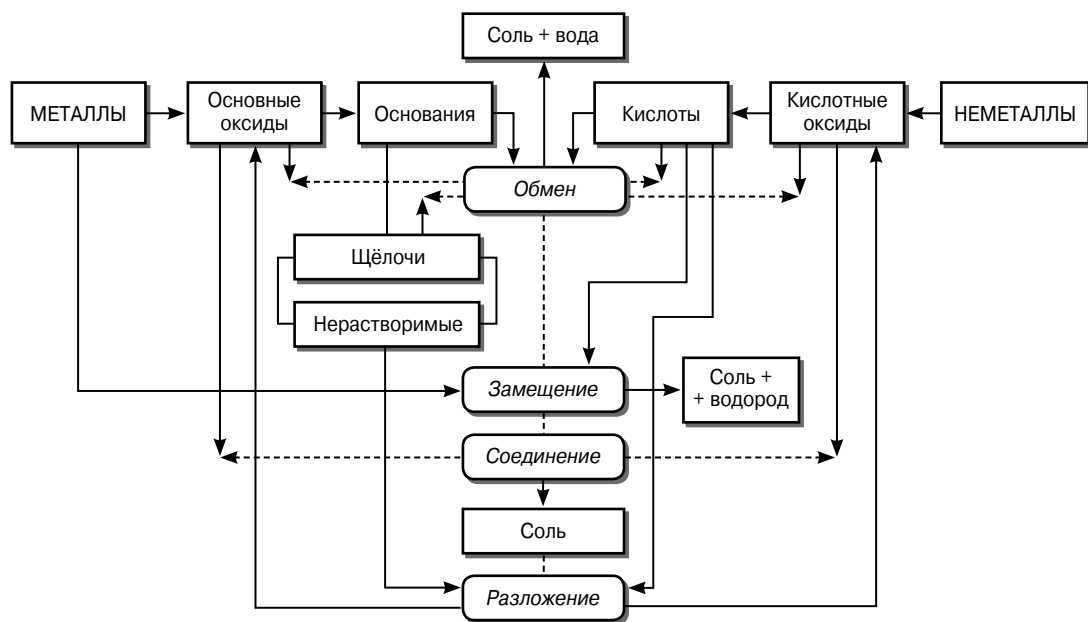 Соль + вода
МЕТАЛЛЫ
Основные
оксиды
Основания
Кислоты
Кислотные
оксиды
НЕМЕТАЛЛЫ
Обмен
Щёлочи
Нерастворимые
Замещение
Соль +
+ водород
Соединение
Соль
Разложение